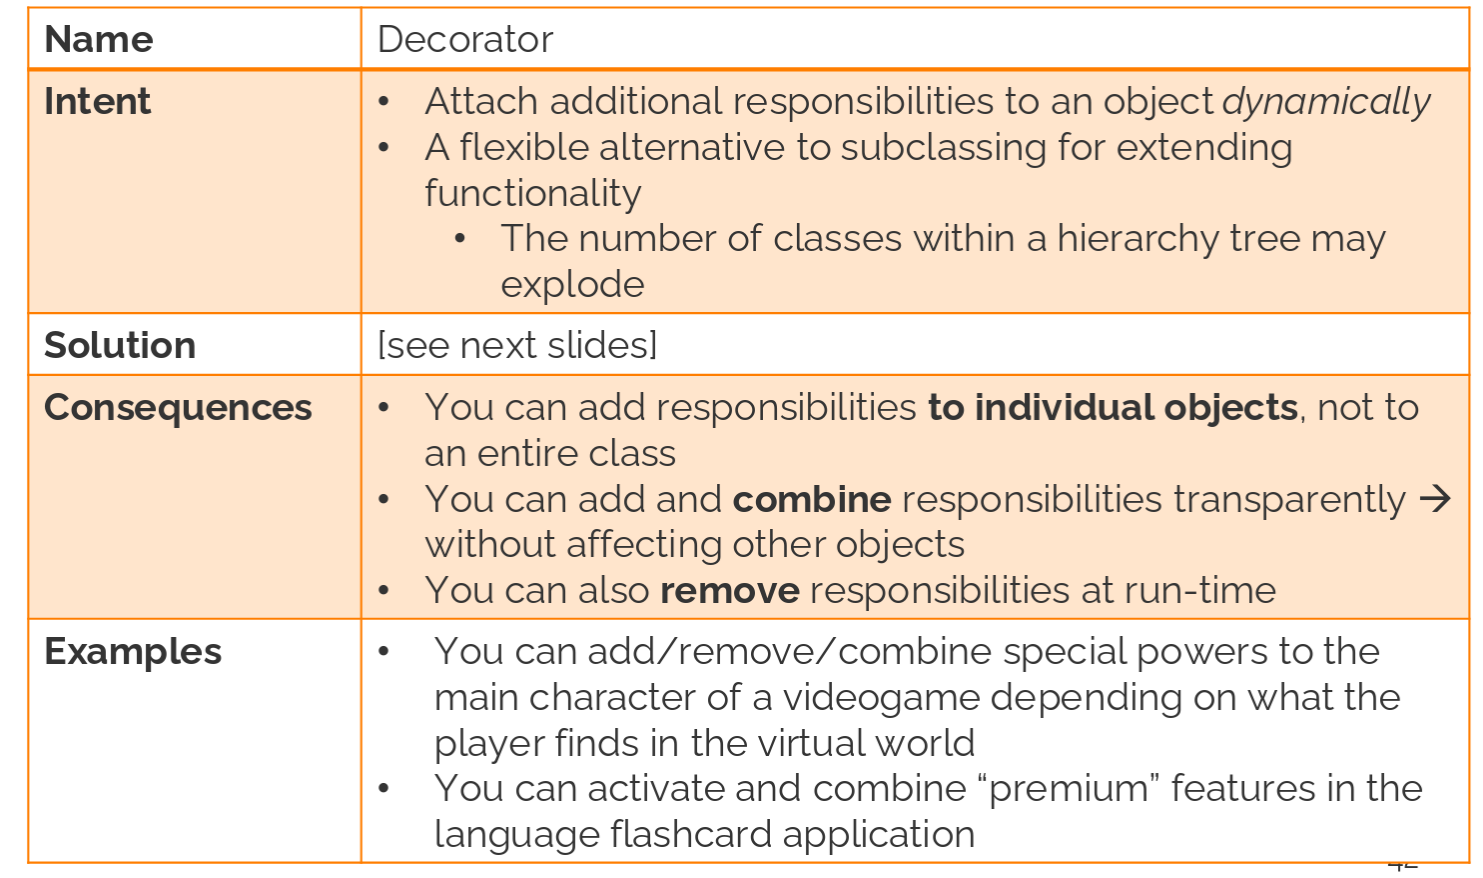 Name Decorator
Intent • Attach additional responsibilities to an object dynamically
• A flexible alternative to subclassing for extending
functionality
• The number of classes within a hierarchy tree may
explode
Solution [see next slides]
Consequences • You can add responsibilities to individual objects, not to
an entire class
• You can add and combine responsibilities transparently →
without affecting other objects
• You can also remove responsibilities at run-time
Examples • You can add/remove/combine special powers to the
main character of a videogame depending on what the
player finds in the virtual world
• You can activate and combine “premium” features in the
language flashcard application
42